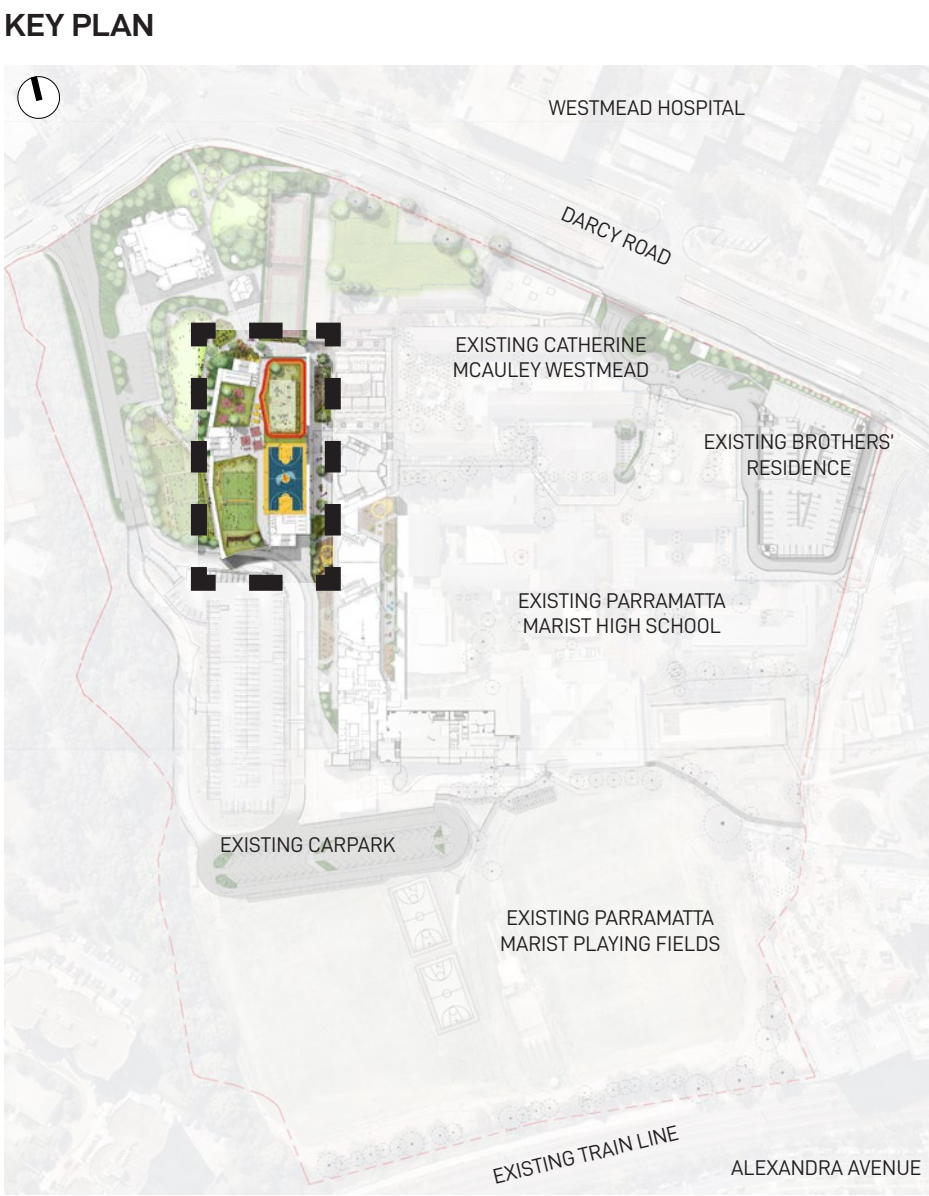 KEY PLAN
WESTMEAD HOSPITAL
DARCY ROAD
EXISTING CATHERINE
MCAULEY WESTMEAD
EXISTING BROTHERS'
RESIDENCE
EXISTING PARRAMATTA
MARIST HIGH SCHOOL
EXISTING CARPARK
EXISTING PARRAMATTA
MARIST PLAYING FIELDS
EXISTING TRAIN LINE
ALEXANDRA AVENUE